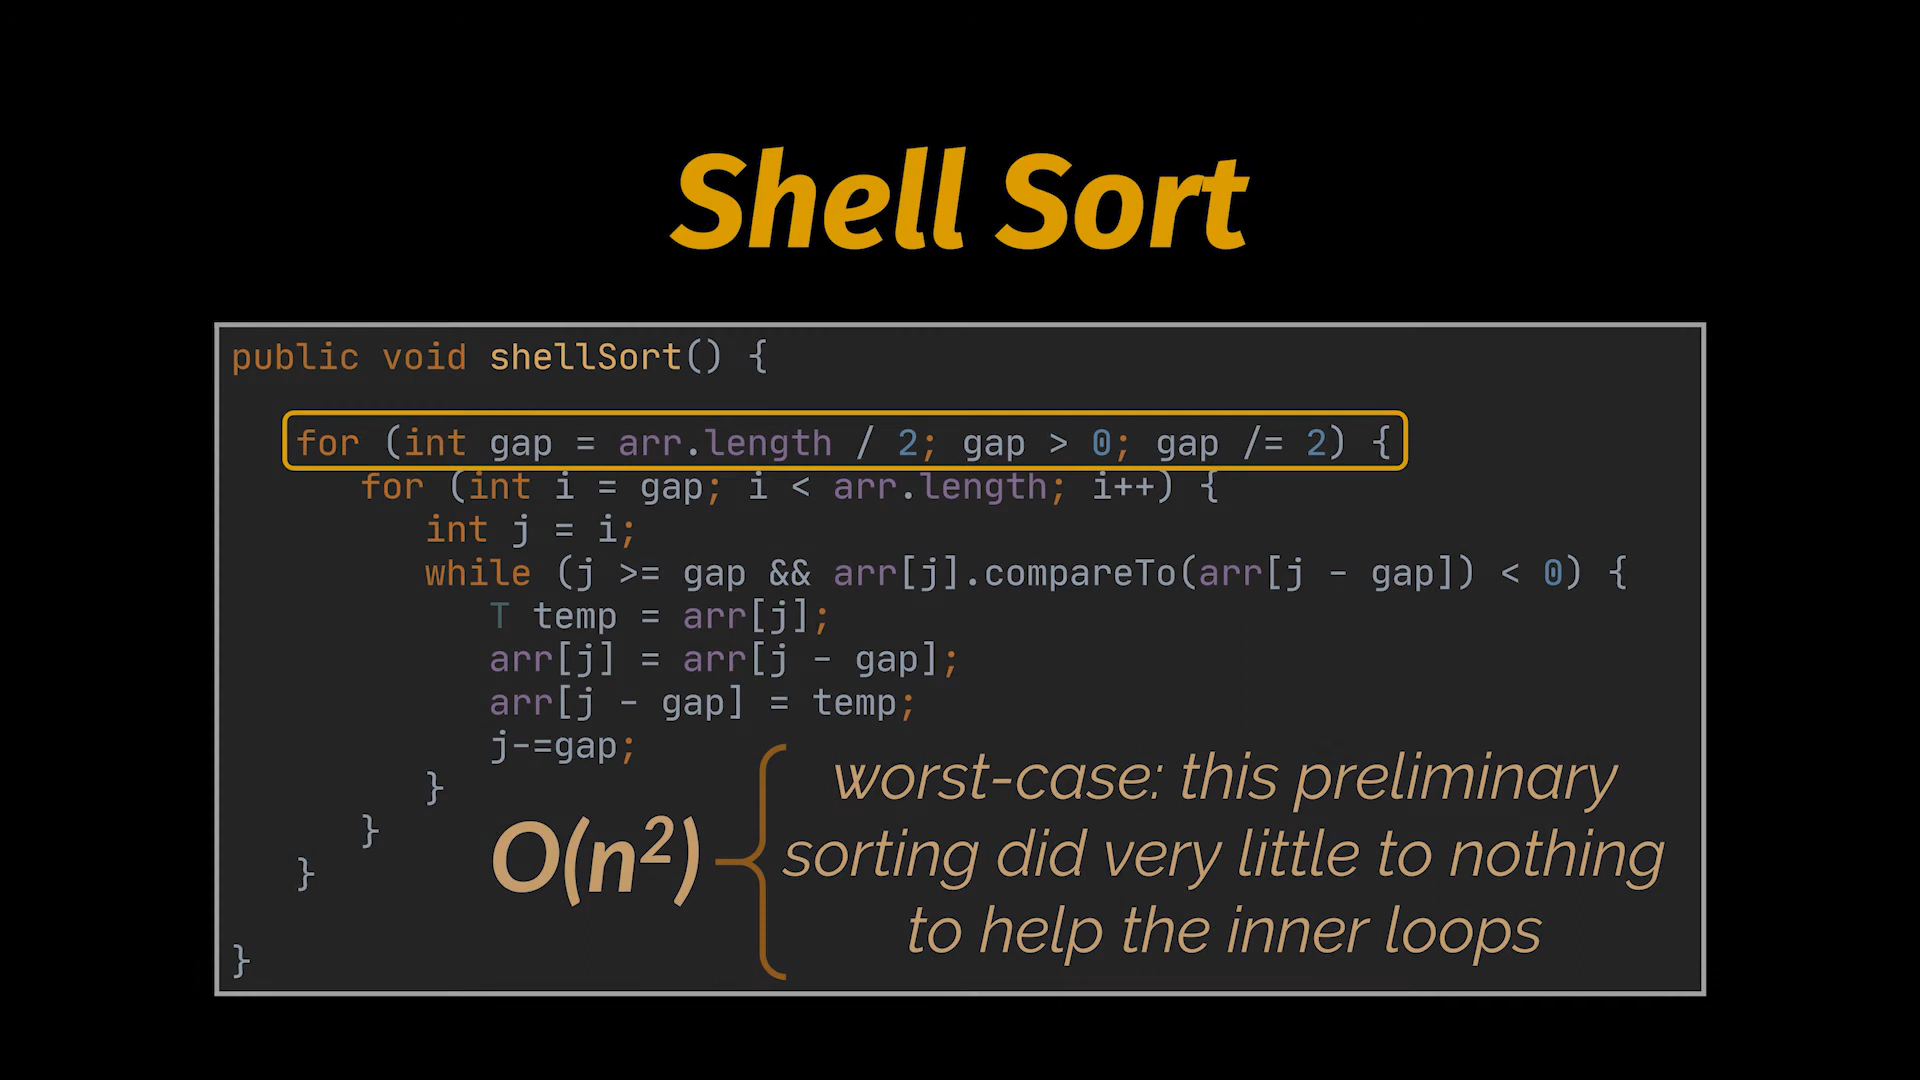 Shell Sort
public void shellSort() {
for (int gap = arr.length / 2; gap > 0; gap /= 2) {
for (int i = gap; i < arr.length; i++) {
int j = i;
while (j >= gap && arr[j].compareTo(arr[j - gap]) < 0) {
T temp = arr[j];
arr[j] = arr[j - gap];
arr[j - gap] = temp;
j-=gap;
}
}
}
}
O(n²)
worst-case: this preliminary
sorting did very little to nothing
to help the inner loops